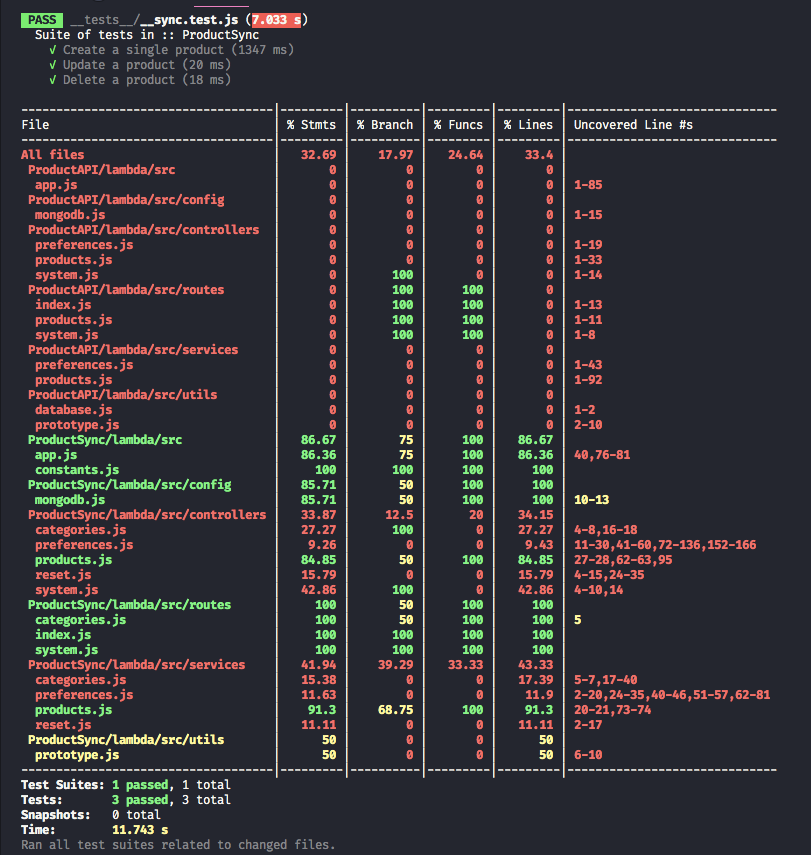 PASS __tests__/__sync.test.js (7.033 s)
Suite of tests in :: ProductSync
√ Create a single product (1347 ms)
√ Update a product (20 ms)
√ Delete a product (18 ms)
File | % Stmts | % Branch | % Funcs | % Lines | Uncovered Line #s
All files | 32.69 | 17.97 | 24.64 | 33.4 |
ProductAPI/lambda/src | 0 | 0 | 0 | 0 |
app.js | 0 | 0 | 0 | 0 | 1-85
ProductAPI/lambda/src/config | 0 | 0 | 0 | 0 |
mongodb.js | 0 | 0 | 0 | 0 | 1-15
ProductAPI/lambda/src/controllers | 0 | 0 | 0 | 0 |
preferences.js | 0 | 0 | 0 | 0 | 1-19
products.js | 0 | 0 | 0 | 0 | 1-33
system.js | 0 | 100 | 0 | 0 | 1-14
ProductAPI/lambda/src/routes | 0 | 100 | 100 | 0 |
index.js | 0 | 100 | 100 | 0 | 1-13
products.js | 0 | 100 | 100 | 0 | 1-11
system.js | 0 | 100 | 100 | 0 | 1-8
ProductAPI/lambda/src/services | 0 | 0 | 0 | 0 |
preferences.js | 0 | 0 | 0 | 0 | 1-43
products.js | 0 | 0 | 0 | 0 | 1-92
ProductAPI/lambda/src/utils | 0 | 0 | 0 | 0 |
database.js | 0 | 0 | 0 | 0 | 1-2
prototype.js | 0 | 0 | 0 | 0 | 2-10
ProductSync/lambda/src | 86.67 | 75 | 100 | 86.67 |
app.js | 86.36 | 75 | 100 | 86.36 | 40,76-81
constants.js | 100 | 100 | 100 | 100 |
ProductSync/lambda/src/config | 85.71 | 50 | 100 | 100 |
mongodb.js | 85.71 | 50 | 100 | 100 | 10-13
ProductSync/lambda/src/controllers | 33.87 | 12.5 | 20 | 34.15 |
categories.js | 27.27 | 100 | 0 | 27.27 | 4-8,16-18
preferences.js | 9.26 | 0 | 0 | 9.43 | 11-30,41-60,72-136,152-166
products.js | 84.85 | 50 | 100 | 84.85 | 27-28,62-63,95
reset.js | 15.79 | 0 | 0 | 15.79 | 4-15,24-35
system.js | 42.86 | 100 | 0 | 42.86 | 4-10,14
ProductSync/lambda/src/routes | 100 | 50 | 100 | 100 |
categories.js | 100 | 50 | 100 | 100 | 5
index.js | 100 | 100 | 100 | 100 |
system.js | 100 | 100 | 100 | 100 |
ProductSync/lambda/src/services | 41.94 | 39.29 | 33.33 | 43.33 |
categories.js | 15.38 | 0 | 0 | 17.39 | 5-7,17-40
preferences.js | 11.63 | 0 | 0 | 11.9 | 2-20,24-35,40-46,51-57,62-81
products.js | 91.3 | 68.75 | 100 | 91.3 | 20-21,73-74
reset.js | 11.11 | 0 | 0 | 11.11 | 2-17
ProductSync/lambda/src/utils | 50 | 0 | 0 | 50 |
prototype.js | 50 | 0 | 0 | 50 | 6-10
Test Suites: 1 passed, 1 total
Tests: 3 passed, 3 total
Snapshots: 0 total
Time: 11.743 s
Ran all test suites related to changed files.